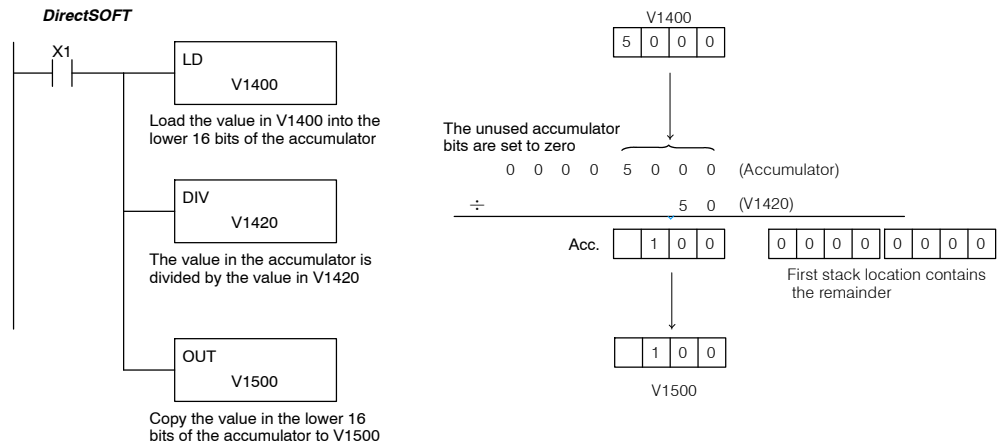 DirectSOFT
X1
LD
V1400
Load the value in V1400 into the
lower 16 bits of the accumulator
DIV
V1420
The value in the accumulator is
divided by the value in V1420
OUT
V1500
Copy the value in the lower 16
bits of the accumulator to V1500
V1400
5 0 0 0
The unused accumulator
bits are set to zero
0 0 0 0 5 0 0 0 (Accumulator)
÷ 5 0 (V1420)
Acc. 1 0 0 0 0 0 0 0 0 0 0
First stack location contains
the remainder
1 0 0
V1500